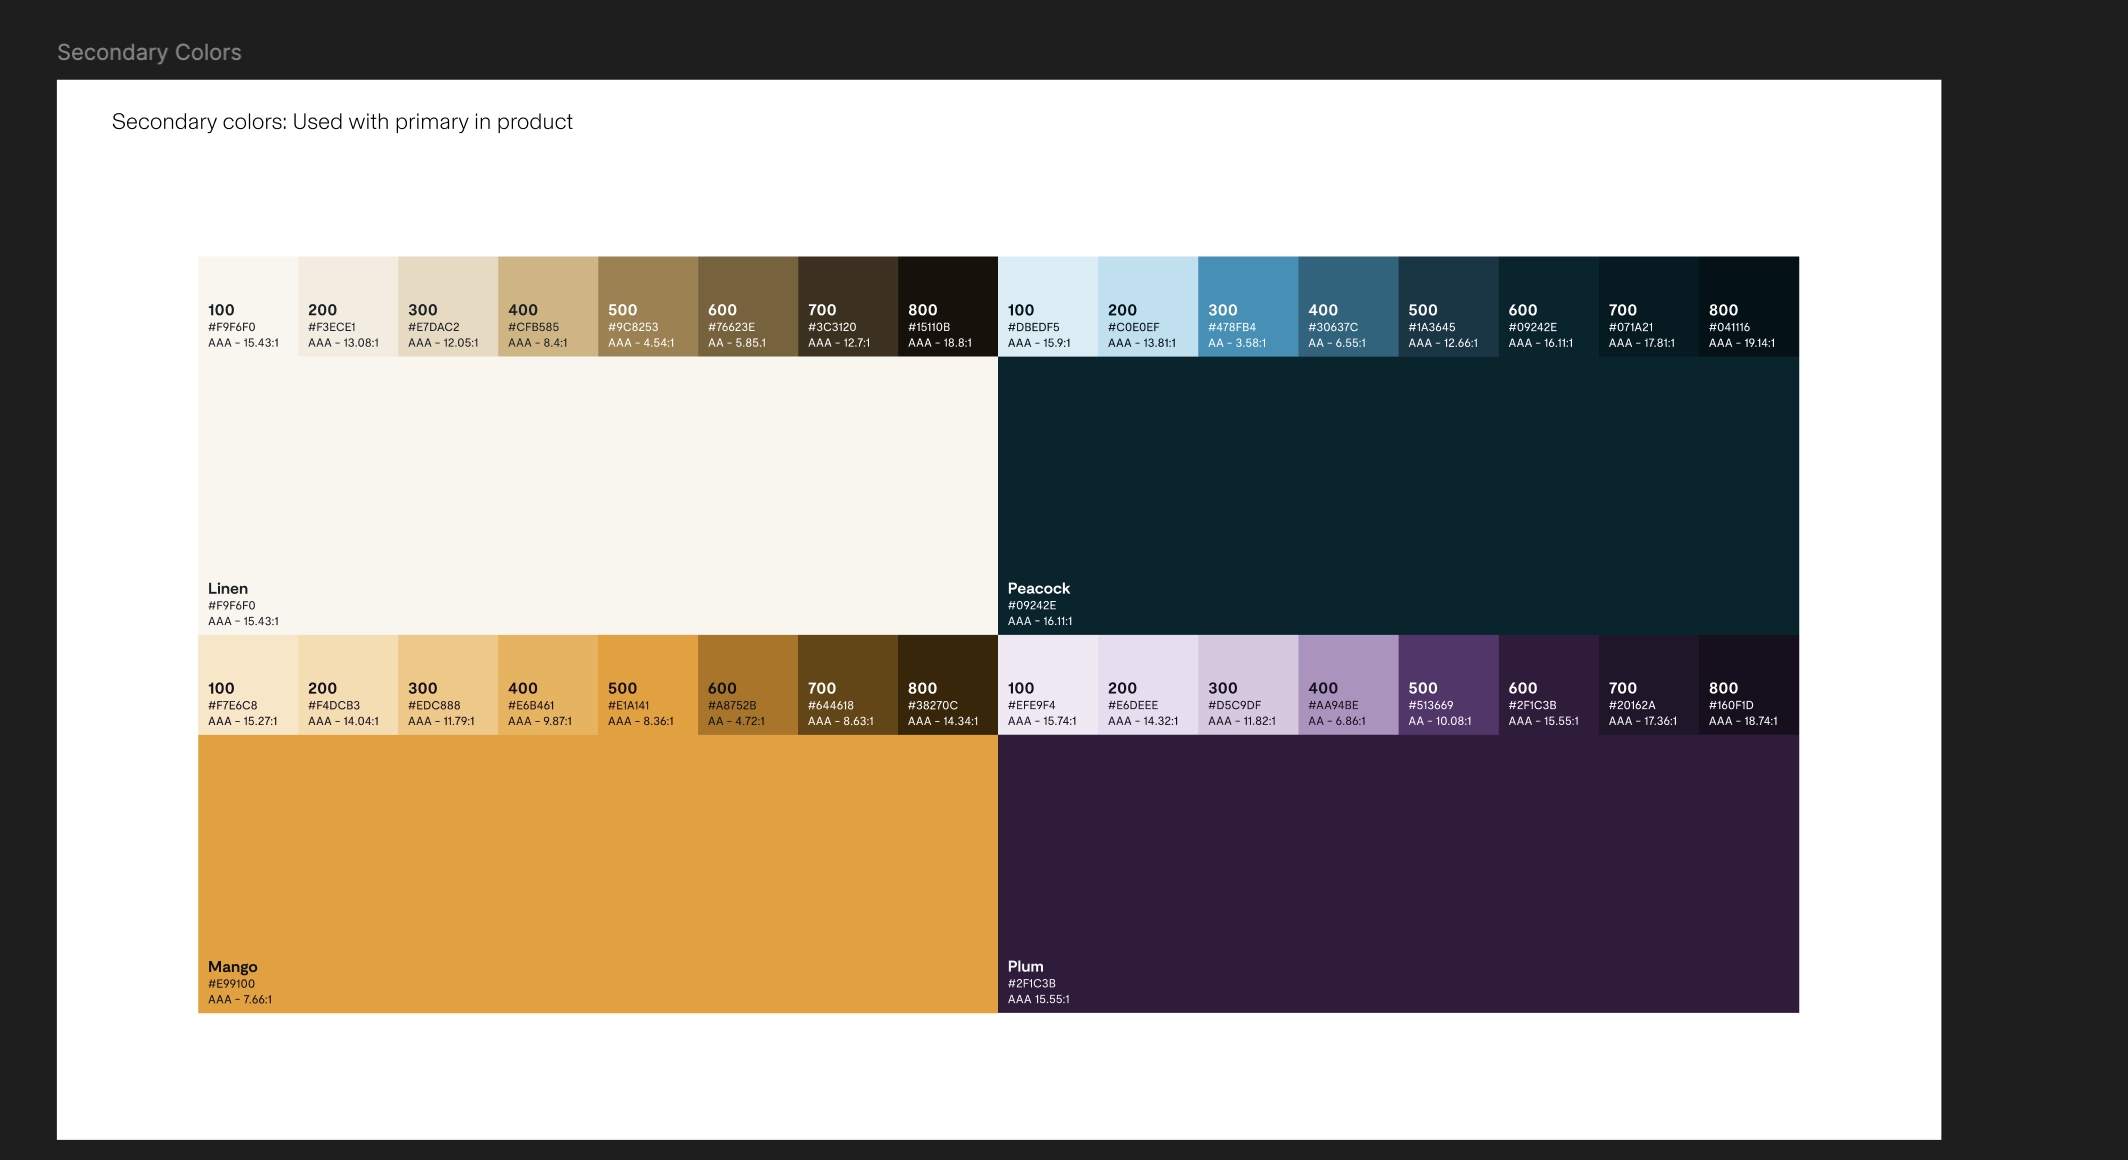 Secondary Colors
Secondary colors: Used with primary in product
100
#F9F6F0
AAA - 15.43:1
200
#F3ECE1
AAA - 13.08:1
300
#E7DAC2
AAA - 12.05:1
400
#CFB585
AAA - 8.4:1
500
#9C8253
AAA - 4.54:1
600
#76623E
AA - 5.85.1
700
#3C3120
AAA - 12.7:1
800
#15110B
AAA - 18.8:1
Linen
#F9F6F0
AAA - 15.43:1
100
#DBEDF5
AAA - 15.9:1
200
#C0E0EF
AAA - 13.81:1
300
#478FB4
AA - 3.58:1
400
#30637C
AA - 6.55:1
500
#1A3645
AAA - 12.66:1
600
#09242E
AAA - 16.11:1
700
#071A21
AAA - 17.81:1
800
#041116
AAA - 19.14:1
Peacock
#09242E
AAA - 16.11:1
100
#F7E6C8
AAA - 15.27:1
200
#F4DCB3
AAA - 14.04:1
300
#EDC888
AAA - 11.79:1
400
#E6B461
AAA - 9.87:1
500
#E1A141
AAA - 8.36:1
600
#A8752B
AA - 4.72:1
700
#644618
AAA - 8.63:1
800
#38270C
AAA - 14.34:1
Mango
#E99100
AAA - 7.66:1
100
#EFE9F4
AAA - 15.74:1
200
#E6DEEE
AAA - 14.32:1
300
#D5C9DF
AAA - 11.82:1
400
#AA94BE
AA - 6.86:1
500
#513669
AA - 10.08:1
600
#2F1C3B
AAA - 15.55:1
700
#20162A
AAA - 17.36:1
800
#160F1D
AAA - 18.74:1
Plum
#2F1C3B
AAA 15.55:1